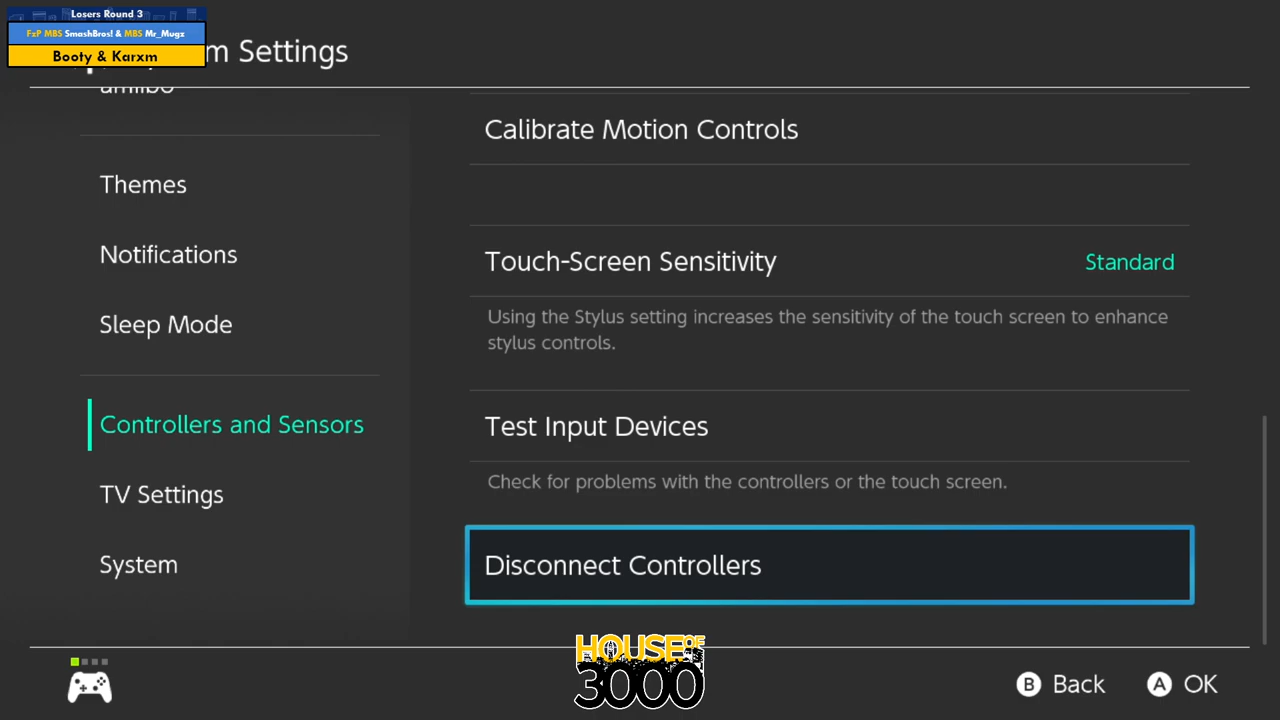 Losers Round 3
FzP MBS SmashBros! & MBS Mr_Mugz
Booty & Karxm
m Settings
amiibo
Themes
Notifications
Sleep Mode
Controllers and Sensors
TV Settings
System
Calibrate Motion Controls
Touch-Screen Sensitivity Standard
Using the Stylus setting increases the sensitivity of the touch screen to enhance
stylus controls.
Test Input Devices
Check for problems with the controllers or the touch screen.
Disconnect Controllers
HOUSE OF
3000
B Back A OK